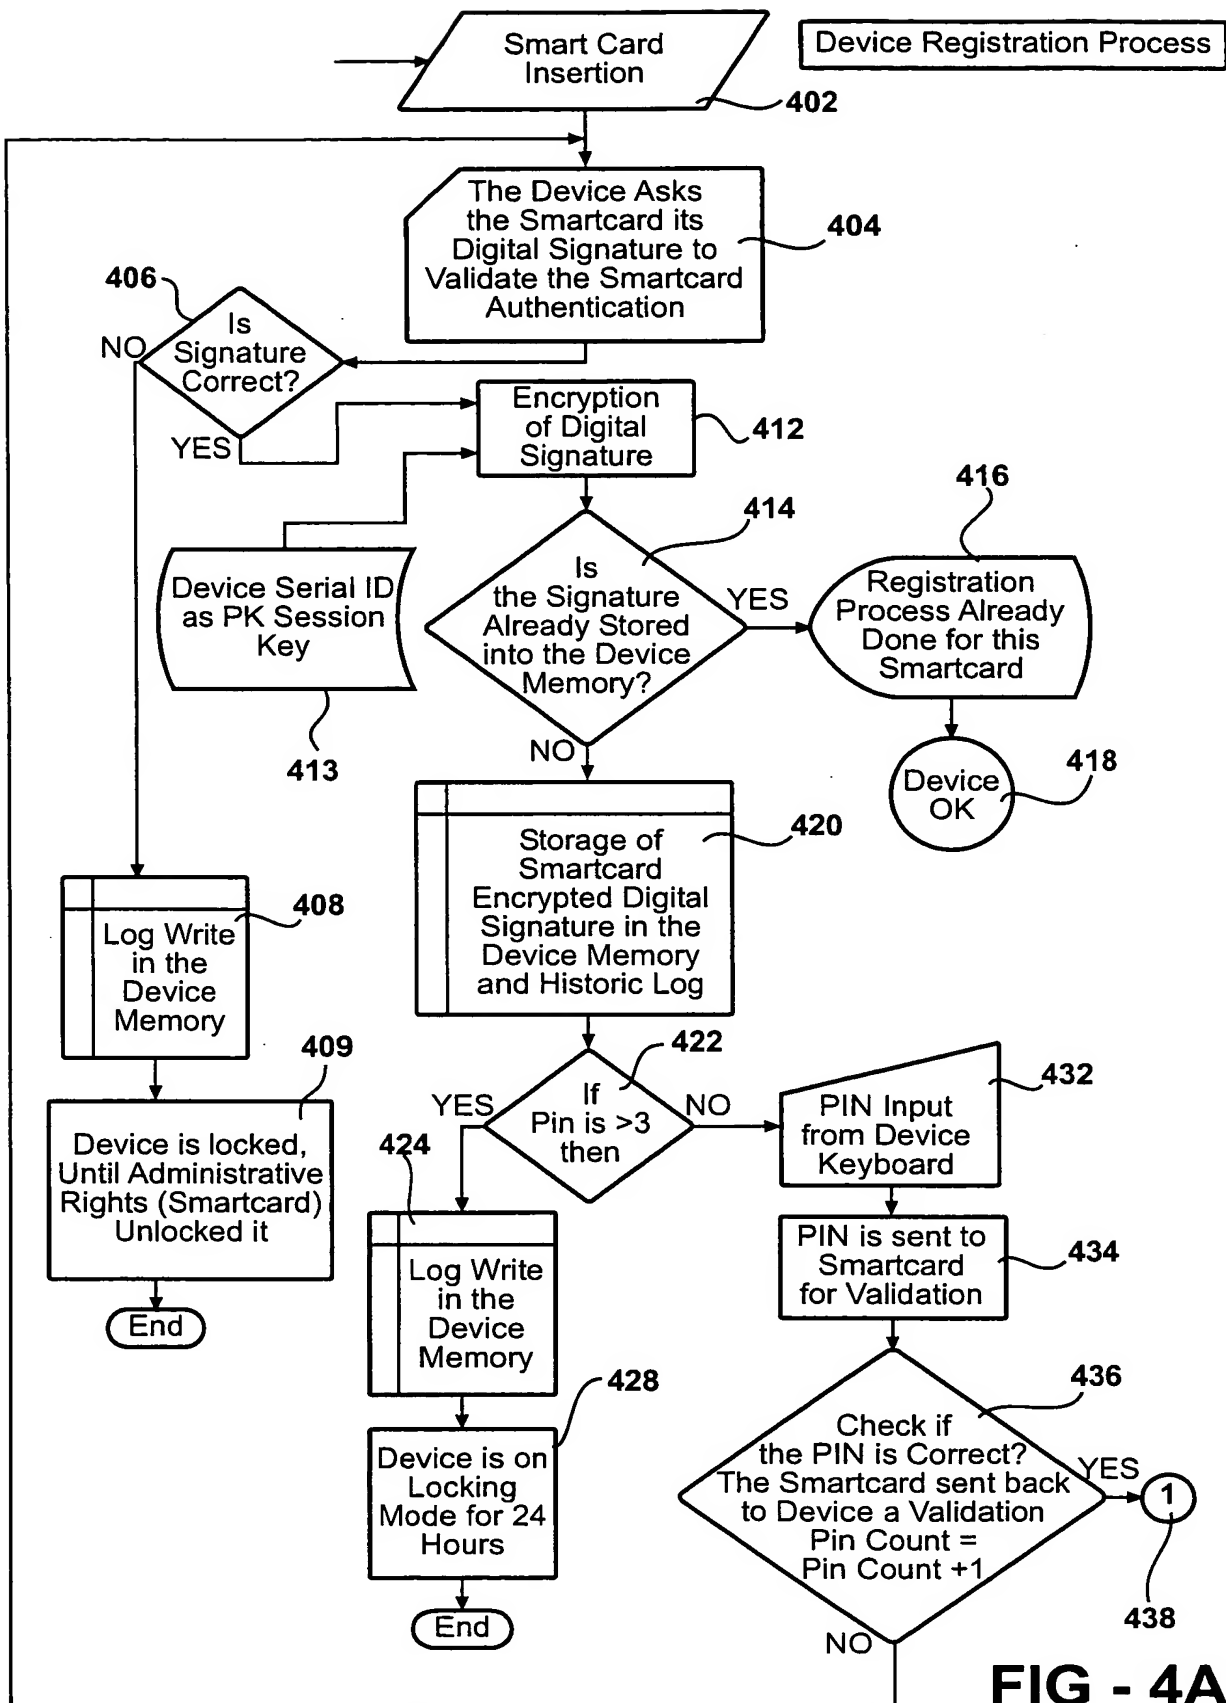 Smart Card
Insertion
Device Registration Process
402
The Device Asks
the Smartcard its
Digital Signature to
Validate the Smartcard
Authentication
404
406
Is
Signature
Correct?
NO
YES
Encryption
of Digital
Signature
412
414
416
Device Serial ID
as PK Session
Key
413
Is
the Signature
Already Stored
into the Device
Memory?
YES
NO
Registration
Process Already
Done for this
Smartcard
Device
OK
418
Storage of
Smartcard
Encrypted Digital
Signature in the
Device Memory
and Historic Log
420
Log Write
in the
Device
Memory
408
409
Device is locked,
Until Administrative
Rights (Smartcard)
Unlocked it
End
422
If
Pin is >3
then
YES
NO
424
Log Write
in the
Device
Memory
428
Device is on
Locking
Mode for 24
Hours
End
432
PIN Input
from Device
Keyboard
PIN is sent to
Smartcard
for Validation
434
436
Check if
the PIN is Correct?
The Smartcard sent back
to Device a Validation
Pin Count =
Pin Count +1
YES
1
438
NO
FIG - 4A